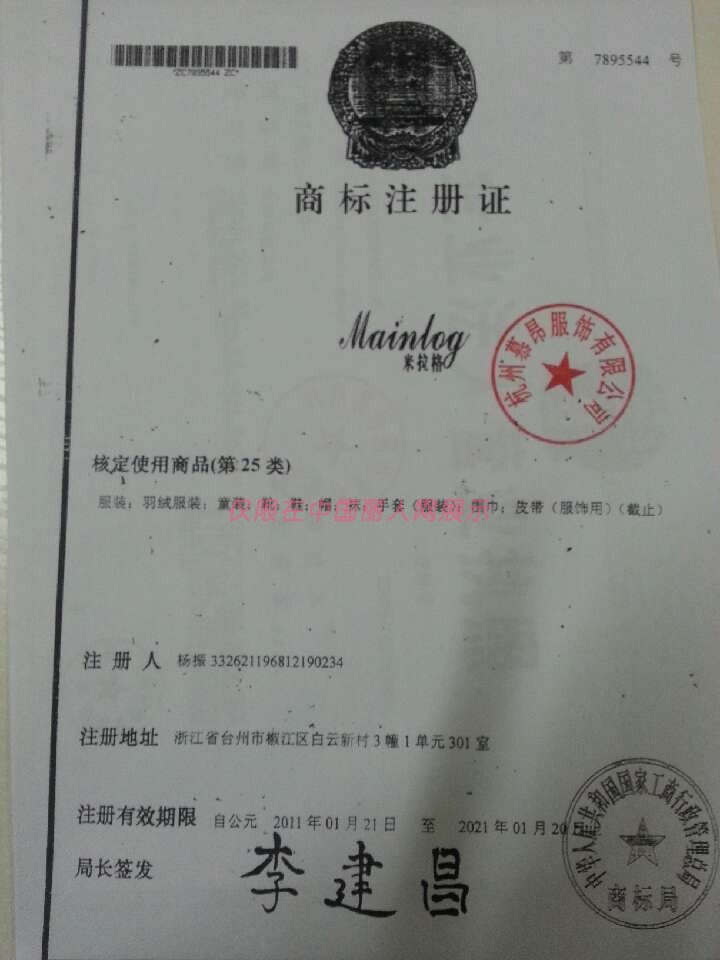 第 7895544 号
*ZC7895544 ZC*
商标注册证
Mainlog
米拉格
杭州慕昂服饰有限公司
核定使用商品(第25类)
服装；羽绒服装；童装；靴；鞋；帽；袜；手套（服装）；围巾；皮带（服饰用）（截止）
仅限在中国丽人网展示
注册人 杨振 332621196812190234
注册地址 浙江省台州市椒江区白云新村3幢1单元301室
注册有效期限 自公元 2011年01月21日 至 2021年01月20日
局长签发 李建昌
中华人民共和国国家工商行政管理总局
商标局